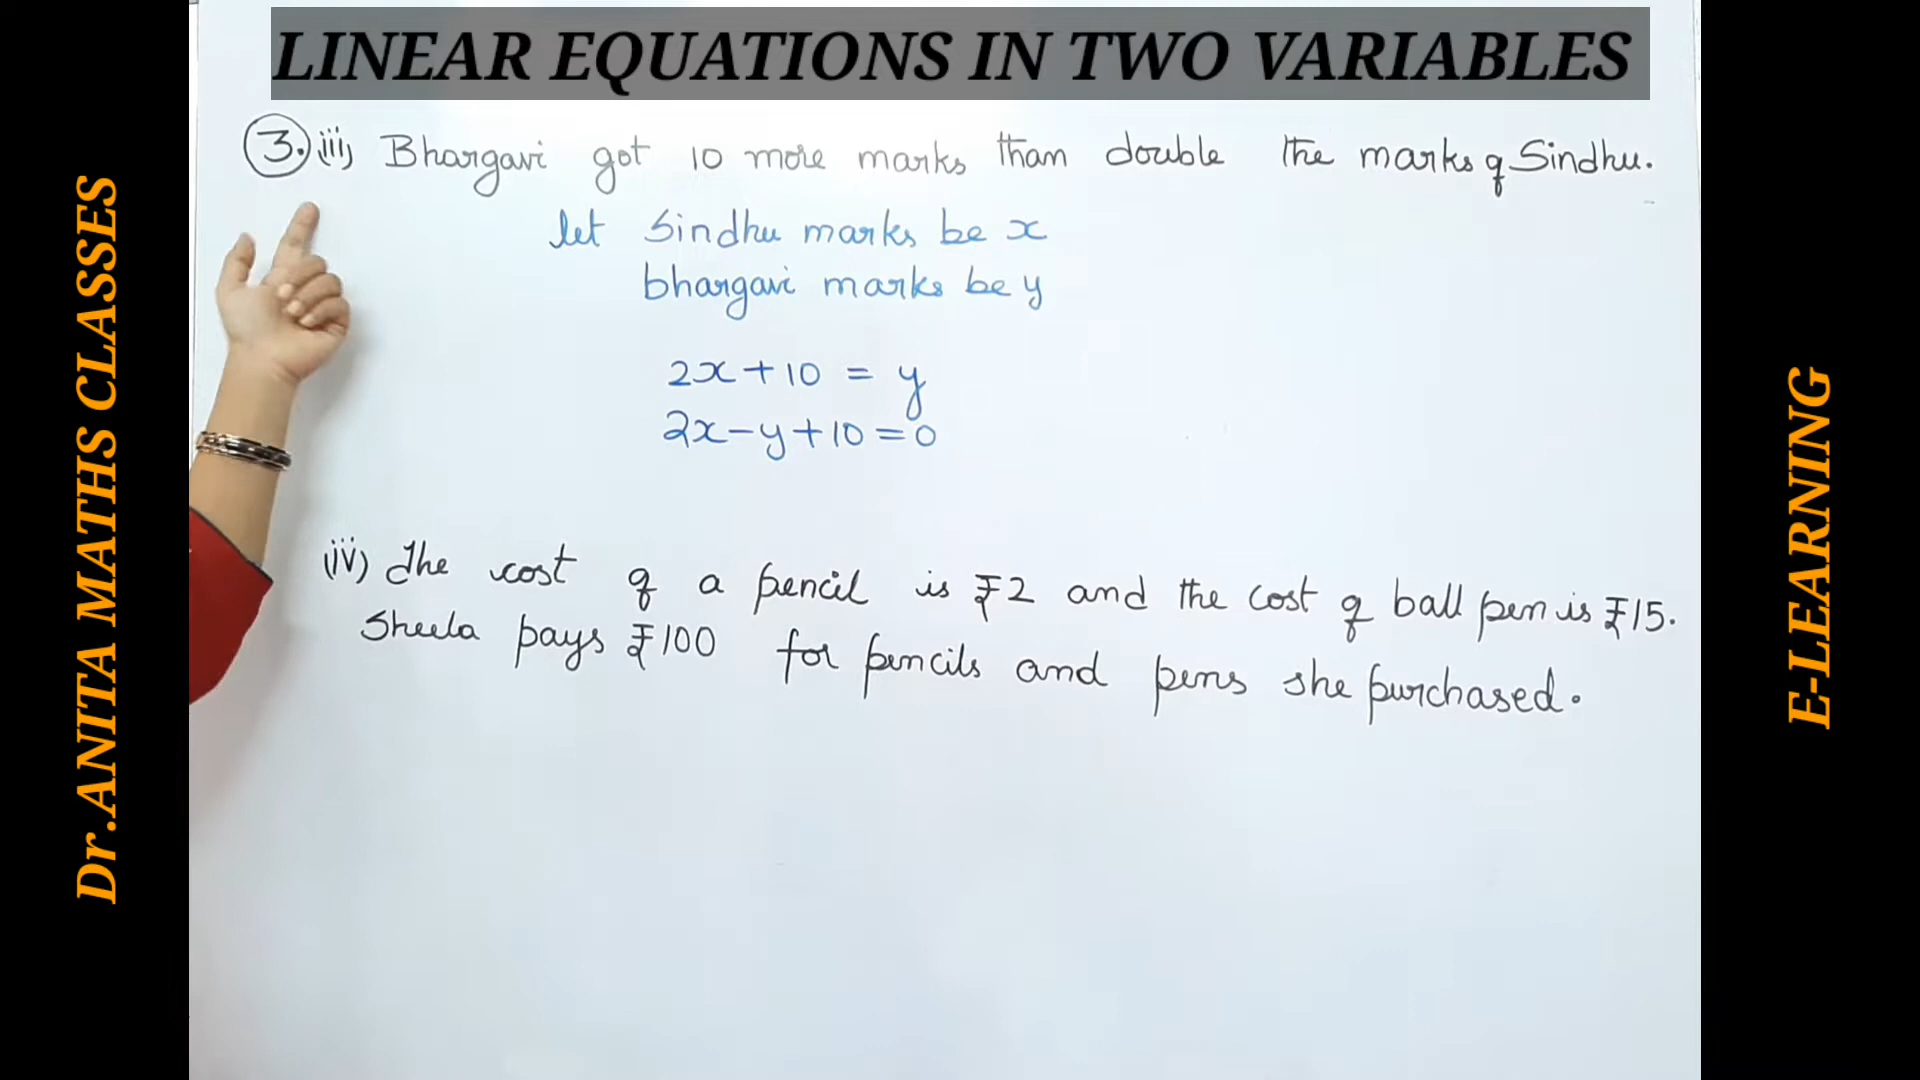 LINEAR EQUATIONS IN TWO VARIABLES
3. iii) Bhargavi got 10 more marks than double the marks of Sindhu.
let Sindhu marks be x
bhargavi marks be y
2x+10 = y
2x-y+10=0
(iv) The cost of a pencil is ₹2 and the cost of ball pen is ₹15.
Sheela pays ₹100 for pencils and pens she purchased.
Dr.ANITA MATHS CLASSES
E-LEARNING